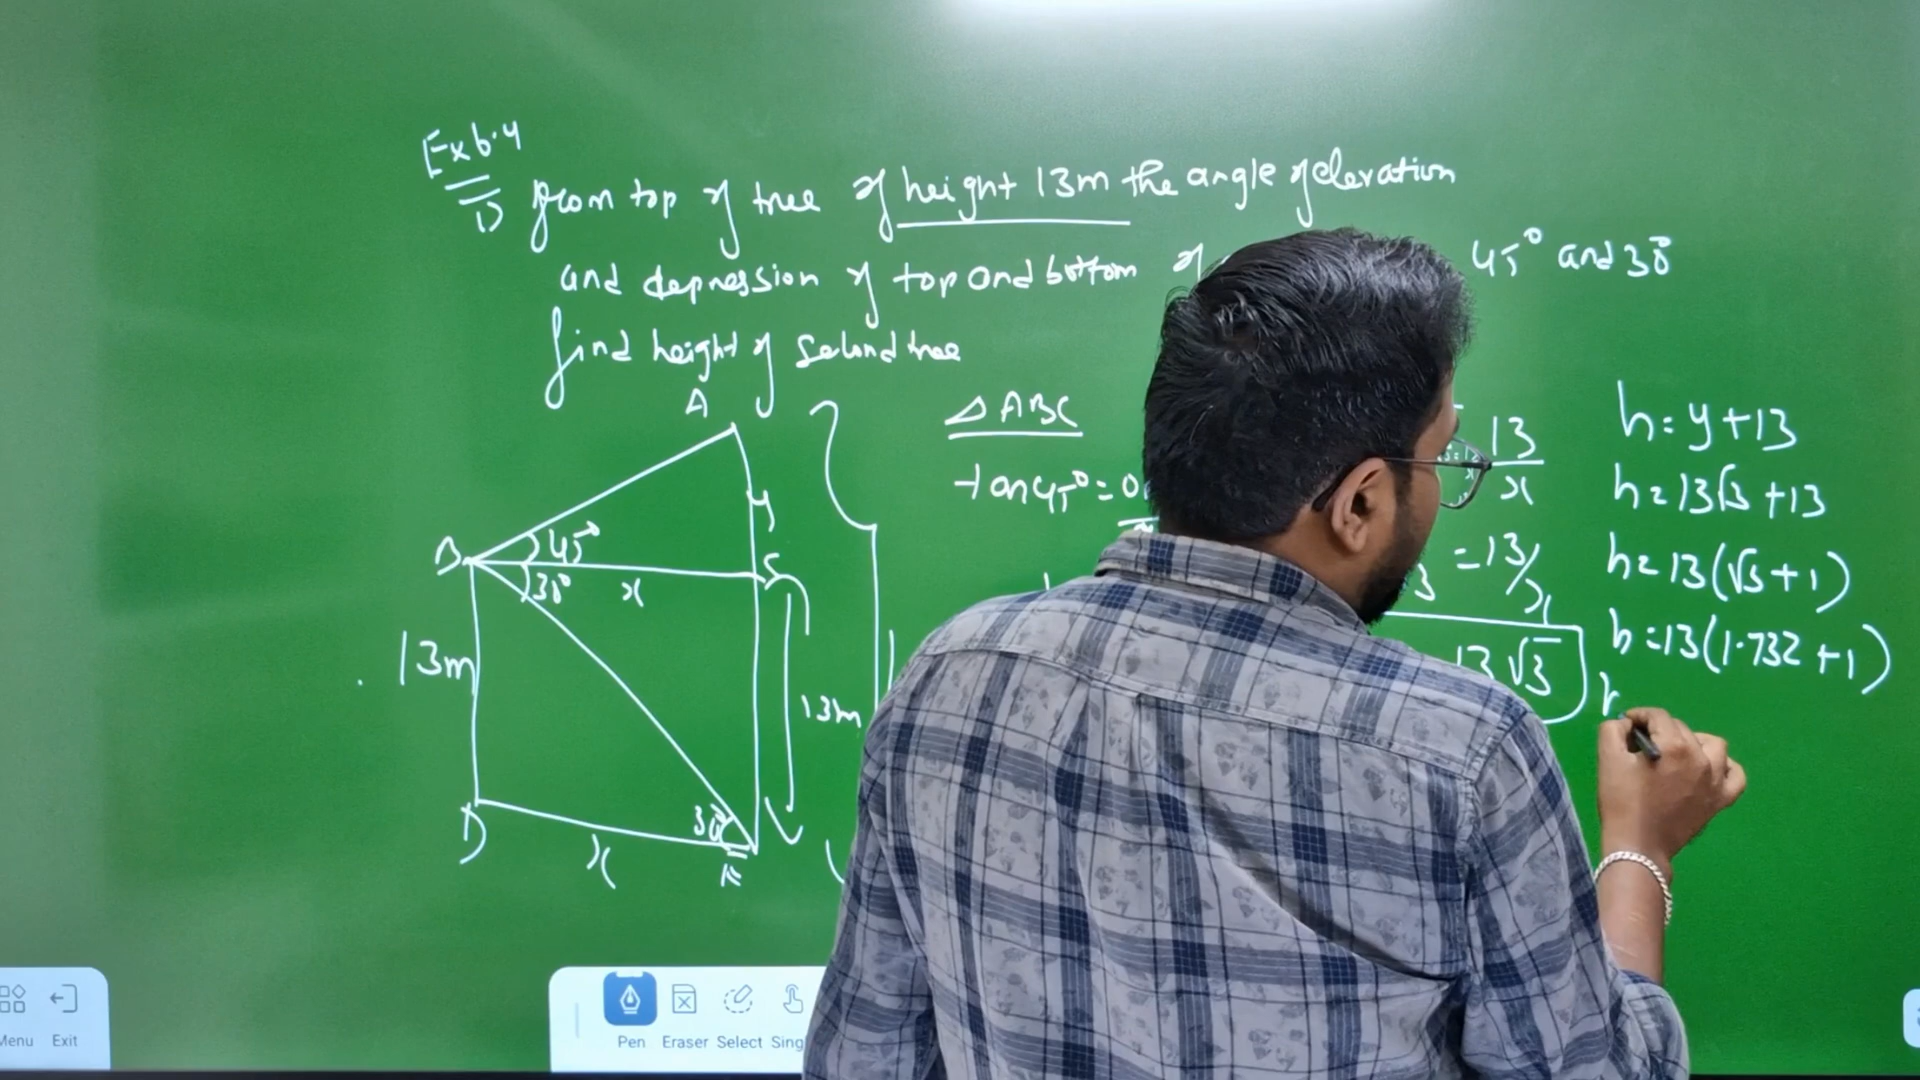 Ex 6.4
1) from top of tree of height 13m the angle of elevation
and depression of top and bottom of 45° and 30°
find height of second tree
A
B
45°
30°
x
y
C
13m
13m
D
x
30°
E
△ABC
tan45° =
13
x
= 13/x
13√3
h = y + 13
h = 13√3 + 13
h = 13(√3 + 1)
h = 13(1.732 + 1)
h
Menu
Exit
Pen
Eraser
Select